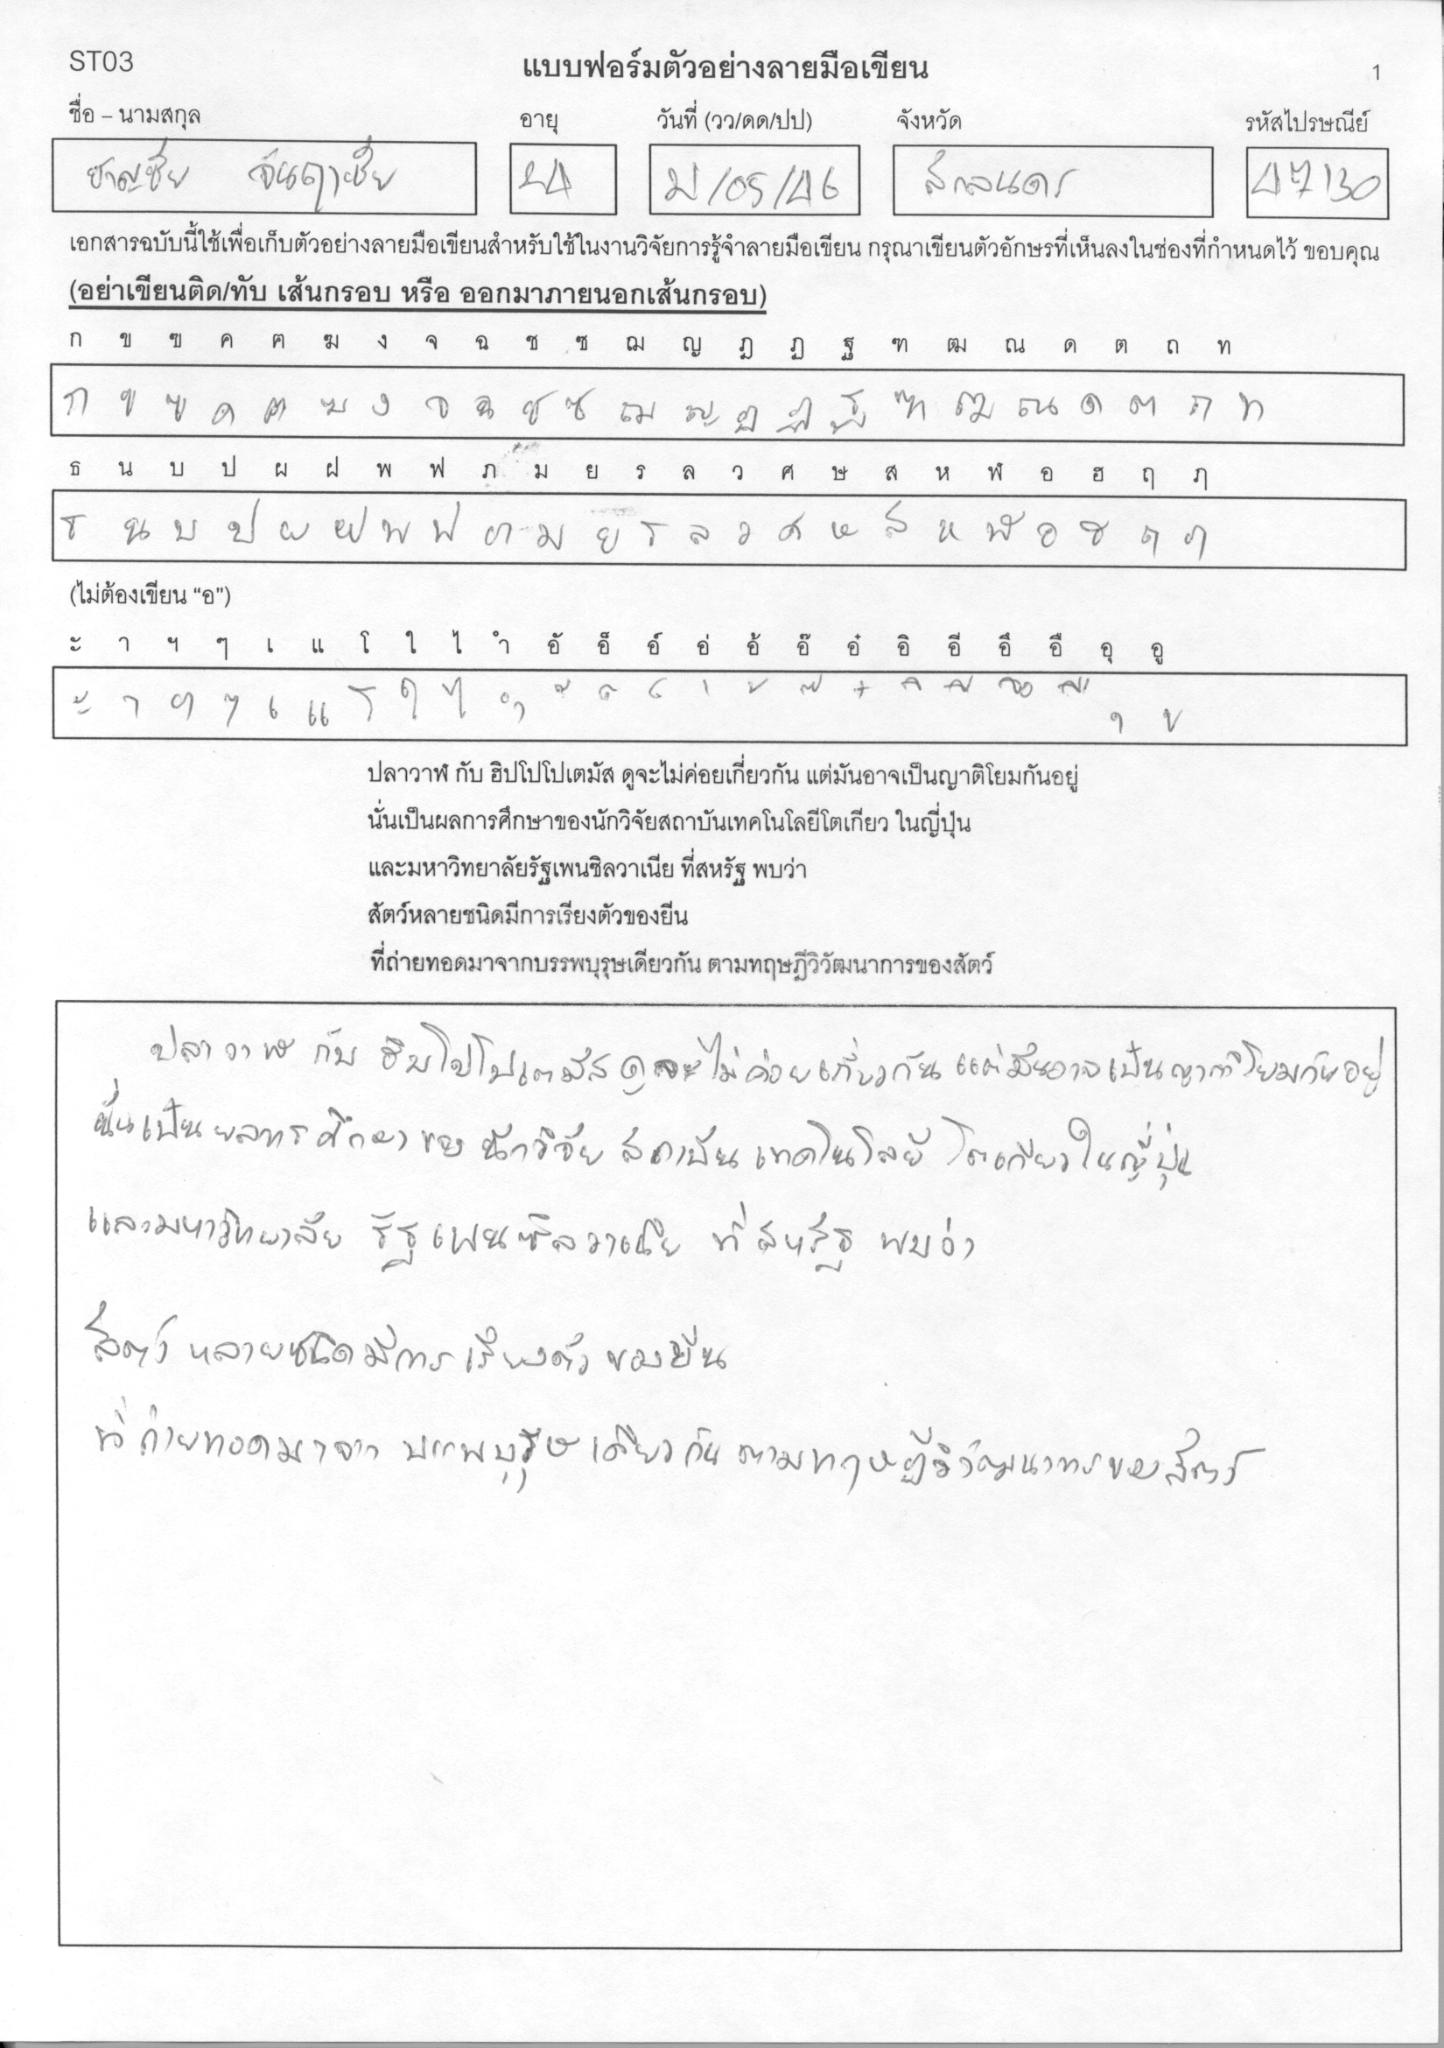 ST03
แบบฟอร์มตัวอย่างลายมือเขียน
1
ชื่อ – นามสกุล อายุ วันที่ (วว/ดด/ปป) จังหวัด รหัสไปรษณีย์
ชาญชัย สกลนคร 47130
เอกสารฉบับนี้ใช้เพื่อเก็บตัวอย่างลายมือเขียนสำหรับใช้ในงานวิจัยการรู้จำลายมือเขียน กรุณาเขียนตัวอักษรที่เห็นลงในช่องที่กำหนดไว้ ขอบคุณ
(อย่าเขียนติด/ทับ เส้นกรอบ หรือ ออกมาภายนอกเส้นกรอบ)
ก ข ฃ ค ฅ ฆ ง จ ฉ ช ซ ฌ ญ ฎ ฏ ฐ ฑ ฒ ณ ด ต ถ ท
ก ข ฃ ค ฅ ฆ ง จ ฉ ช ซ ฌ ญ ฎ ฏ ฐ ฑ ฒ ณ ด ต ถ ท
ธ น บ ป ผ ฝ พ ฟ ภ ม ย ร ล ว ศ ษ ส ห ฬ อ ฮ ฤ ฦ
ธ น บ ป ผ ฝ พ ฟ ภ ม ย ร ล ว ศ ษ ส ห ฬ อ ฮ ฤ ฦ
(ไม่ต้องเขียน “อ”)
ะ า ฯ ๆ เ แ โ ใ ไ ำ อั อ็ อ์ อ่ อ้ อ๊ อ๋ อิ อี อึ อื อุ อู
ะ า ฯ ๆ เ แ โ ใ ไ ำ ั ็ ์ ่ ้ ๊ ๋ ิ ี ึ ื ุ ู
ปลาวาฬ กับ ฮิปโปโปเตมัส ดูจะไม่ค่อยเกี่ยวกัน แต่มันอาจเป็นญาติโยมกันอยู่
นั่นเป็นผลการศึกษาของนักวิจัยสถาบันเทคโนโลยีโตเกียว ในญี่ปุ่น
และมหาวิทยาลัยรัฐเพนซิลวาเนีย ที่สหรัฐ พบว่า
สัตว์หลายชนิดมีการเรียงตัวของยีน
ที่ถ่ายทอดมาจากบรรพบุรุษเดียวกัน ตามทฤษฎีวิวัฒนาการของสัตว์
ปลาวาฬ กับ ฮิบโปโปเตมัส ดูจะไม่ค่อยเกี่ยวกัน แต่มันอาจเป็นญาติโยมกันอยู่
นั่นเป็นผลการศึกษาของ นักวิจัย สถาบัน เทคโนโลยี โตเกียว ในญี่ปุ่น
และมหาวิทยาลัย รัฐ เพนซิลวาเนีย ที่ สหรัฐ พบว่า
สัตว์ หลายชนิดมีการ เรียงตัว ของยีน
ที่ ถ่ายทอดมาจาก บรรพบุรุษ เดียวกัน ตามทฤษฎีวิวัฒนาการของสัตว์